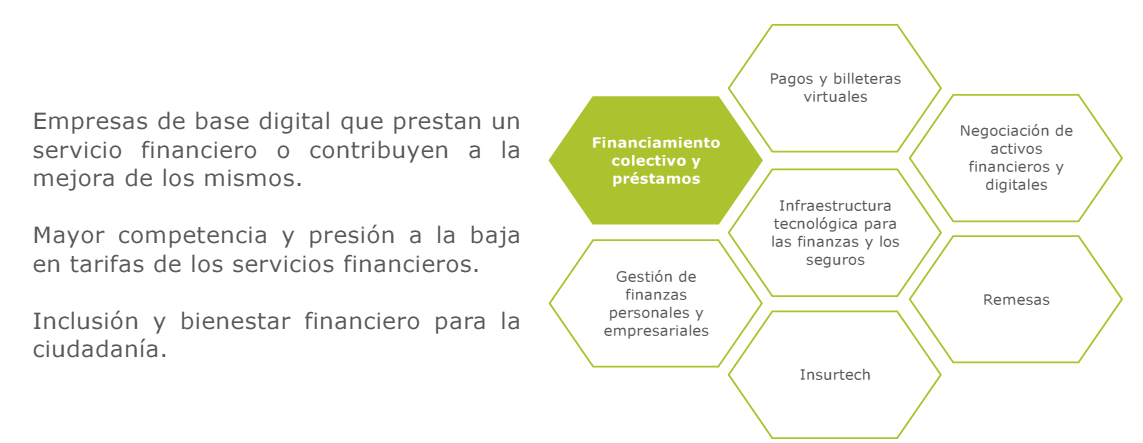 Empresas de base digital que prestan un
servicio financiero o contribuyen a la
mejora de los mismos.
Mayor competencia y presión a la baja
en tarifas de los servicios financieros.
Inclusión y bienestar financiero para la
ciudadanía.
Pagos y billeteras
virtuales
Financiamiento
colectivo y
préstamos
Negociación de
activos
financieros y
digitales
Infraestructura
tecnológica para
las finanzas y los
seguros
Gestión de
finanzas
personales y
empresariales
Remesas
Insurtech